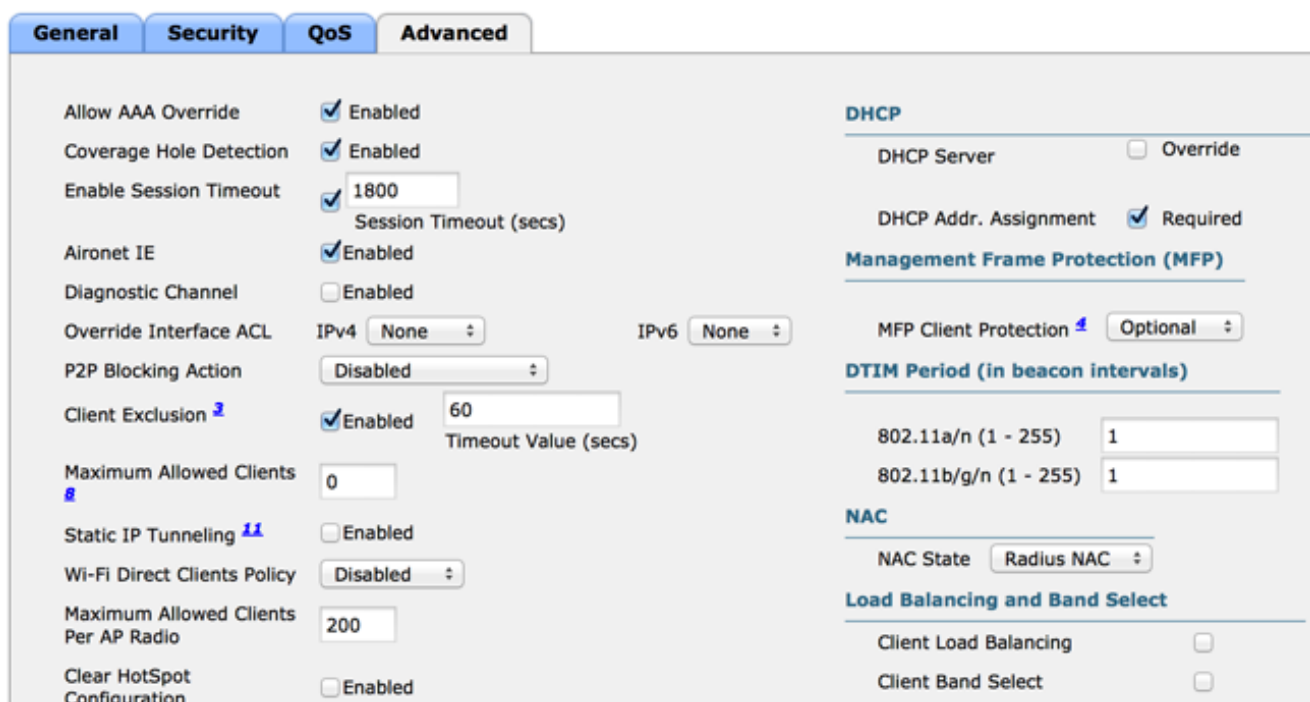 General Security QoS Advanced
Allow AAA Override Enabled
Coverage Hole Detection Enabled
Enable Session Timeout 1800
Session Timeout (secs)
Aironet IE Enabled
Diagnostic Channel Enabled
Override Interface ACL IPv4 None IPv6 None
P2P Blocking Action Disabled
Client Exclusion 3 Enabled 60
Timeout Value (secs)
Maximum Allowed Clients
8 0
Static IP Tunneling 11 Enabled
Wi-Fi Direct Clients Policy Disabled
Maximum Allowed Clients
Per AP Radio 200
Clear HotSpot
Configuration Enabled
DHCP
DHCP Server Override
DHCP Addr. Assignment Required
Management Frame Protection (MFP)
MFP Client Protection 4 Optional
DTIM Period (in beacon intervals)
802.11a/n (1 - 255) 1
802.11b/g/n (1 - 255) 1
NAC
NAC State Radius NAC
Load Balancing and Band Select
Client Load Balancing
Client Band Select